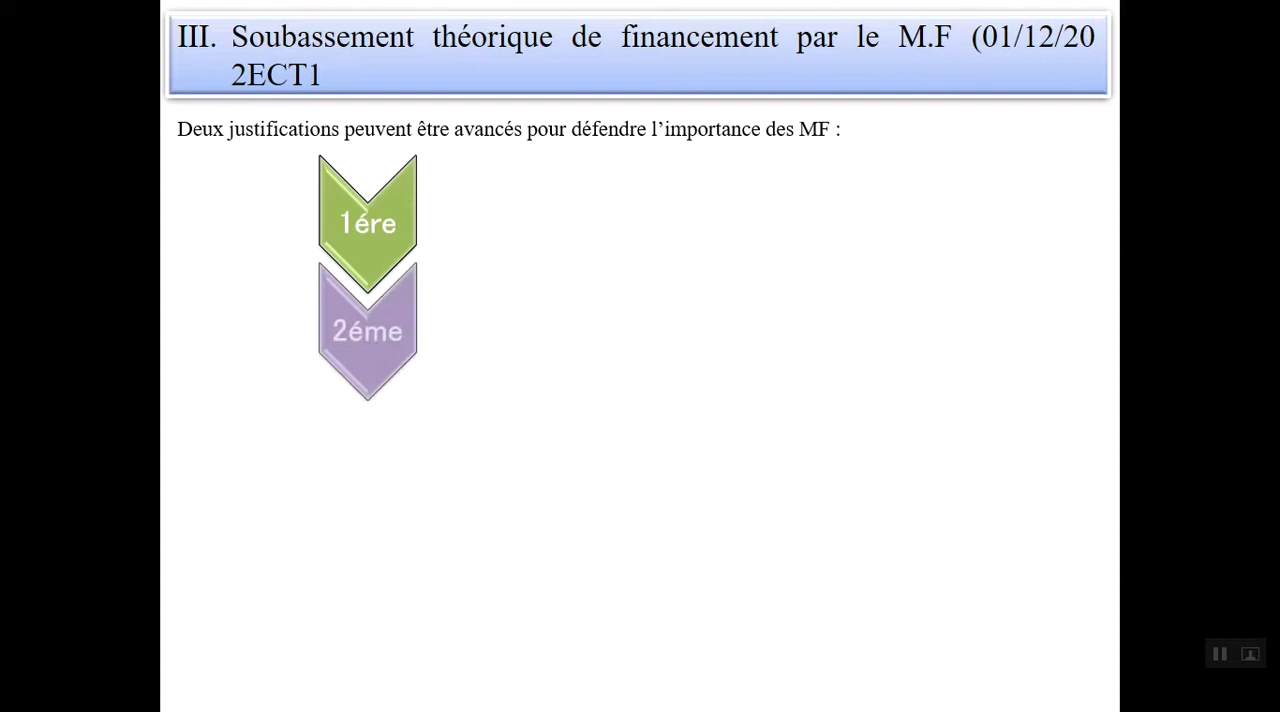 III. Soubassement théorique de financement par le M.F (01/12/20
2ECT1
Deux justifications peuvent être avancés pour défendre l’importance des MF :
1ére
2éme